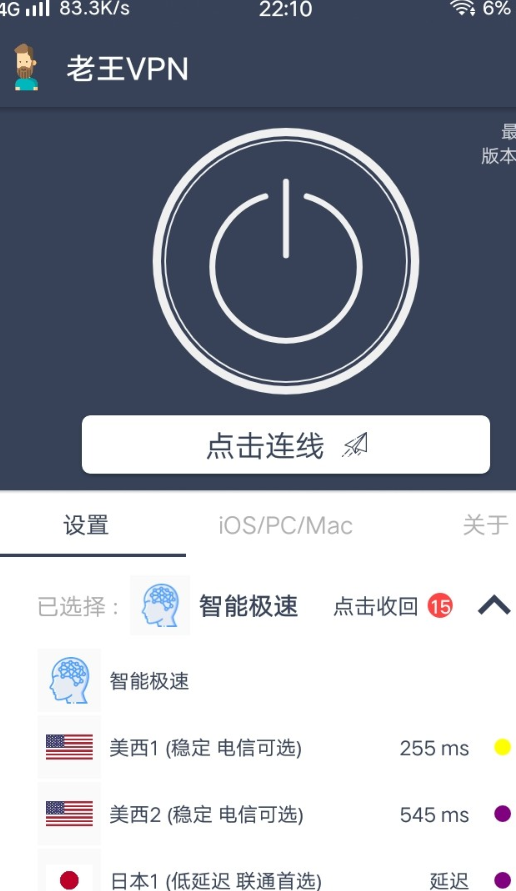 4G 83.3K/s 22:10 6%
老王VPN
最
版本
点击连线
设置 iOS/PC/Mac 关于
已选择： 智能极速 点击收回 15
智能极速
美西1 (稳定 电信可选) 255 ms
美西2 (稳定 电信可选) 545 ms
日本1 (低延迟 联通首选) 延迟